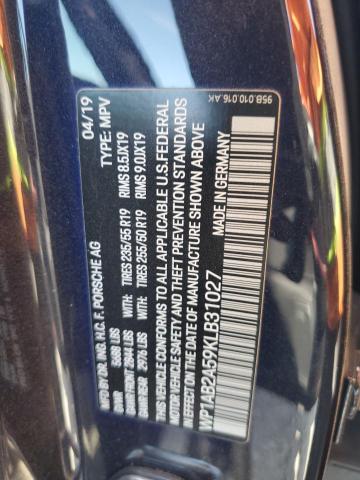 95B.010.016.AK
04/19
TYPE: MPV
MFD BY DR. ING. H.C. F. PORSCHE AG
GVWR 5688 LBS
GAWR FRONT 2844 LBS WITH: TIRES 235/55 R19 RIMS 8.5JX19
GAWR REAR 2976 LBS WITH: TIRES 255/50 R19 RIMS 9.0JX19
THIS VEHICLE CONFORMS TO ALL APPLICABLE U.S. FEDERAL
MOTOR VEHICLE SAFETY AND THEFT PREVENTION STANDARDS
IN EFFECT ON THE DATE OF MANUFACTURE SHOWN ABOVE
WP1AB2A59KLB31027 MADE IN GERMANY